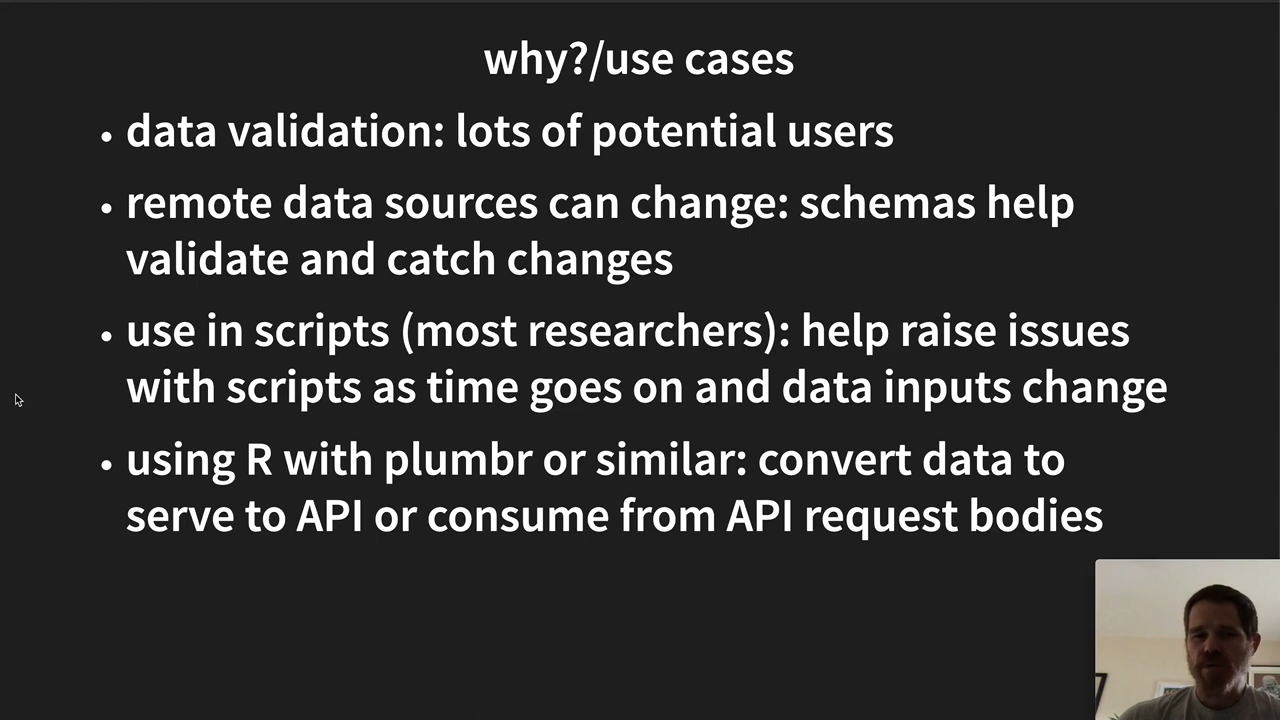 why?/use cases
• data validation: lots of potential users
• remote data sources can change: schemas help
validate and catch changes
• use in scripts (most researchers): help raise issues
with scripts as time goes on and data inputs change
• using R with plumbr or similar: convert data to
serve to API or consume from API request bodies